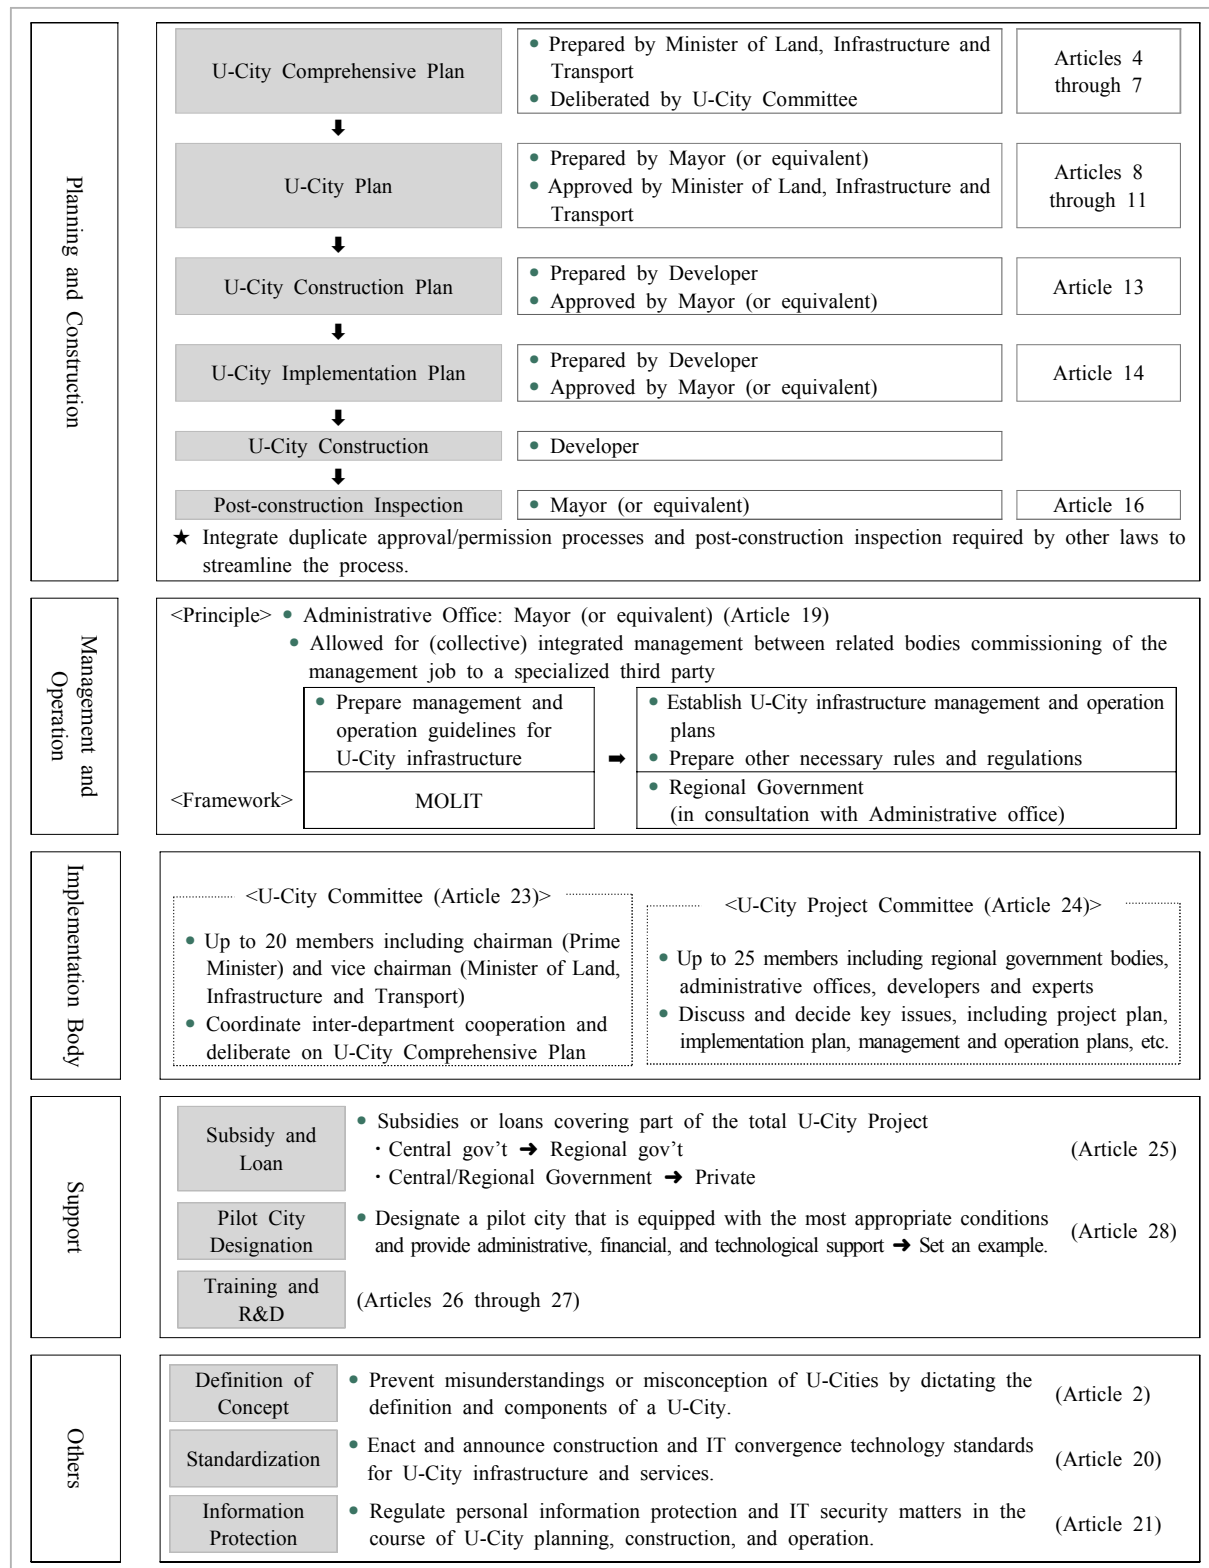 Planning and Construction
U-City Comprehensive Plan
• Prepared by Minister of Land, Infrastructure and
Transport
• Deliberated by U-City Committee
Articles 4
through 7
⬇
U-City Plan
• Prepared by Mayor (or equivalent)
• Approved by Minister of Land, Infrastructure and
Transport
Articles 8
through 11
⬇
U-City Construction Plan
• Prepared by Developer
• Approved by Mayor (or equivalent)
Article 13
⬇
U-City Implementation Plan
• Prepared by Developer
• Approved by Mayor (or equivalent)
Article 14
⬇
U-City Construction
• Developer
⬇
Post-construction Inspection
• Mayor (or equivalent)
Article 16
★ Integrate duplicate approval/permission processes and post-construction inspection required by other laws to
streamline the process.
Management and
Operation
<Principle> • Administrative Office: Mayor (or equivalent) (Article 19)
• Allowed for (collective) integrated management between related bodies commissioning of the
management job to a specialized third party
<Framework>
• Prepare management and
operation guidelines for
U-City infrastructure
MOLIT
➡
• Establish U-City infrastructure management and operation
plans
• Prepare other necessary rules and regulations
• Regional Government
(in consultation with Administrative office)
Implementation Body
<U-City Committee (Article 23)>
• Up to 20 members including chairman (Prime
Minister) and vice chairman (Minister of Land,
Infrastructure and Transport)
• Coordinate inter-department cooperation and
deliberate on U-City Comprehensive Plan
<U-City Project Committee (Article 24)>
• Up to 25 members including regional government bodies,
administrative offices, developers and experts
• Discuss and decide key issues, including project plan,
implementation plan, management and operation plans, etc.
Support
Subsidy and
Loan
• Subsidies or loans covering part of the total U-City Project
· Central gov't ➜ Regional gov't
· Central/Regional Government ➜ Private
(Article 25)
Pilot City
Designation
• Designate a pilot city that is equipped with the most appropriate conditions
and provide administrative, financial, and technological support ➜ Set an example.
(Article 28)
Training and
R&D
(Articles 26 through 27)
Others
Definition of
Concept
• Prevent misunderstandings or misconception of U-Cities by dictating the
definition and components of a U-City.
(Article 2)
Standardization
• Enact and announce construction and IT convergence technology standards
for U-City infrastructure and services.
(Article 20)
Information
Protection
• Regulate personal information protection and IT security matters in the
course of U-City planning, construction, and operation.
(Article 21)